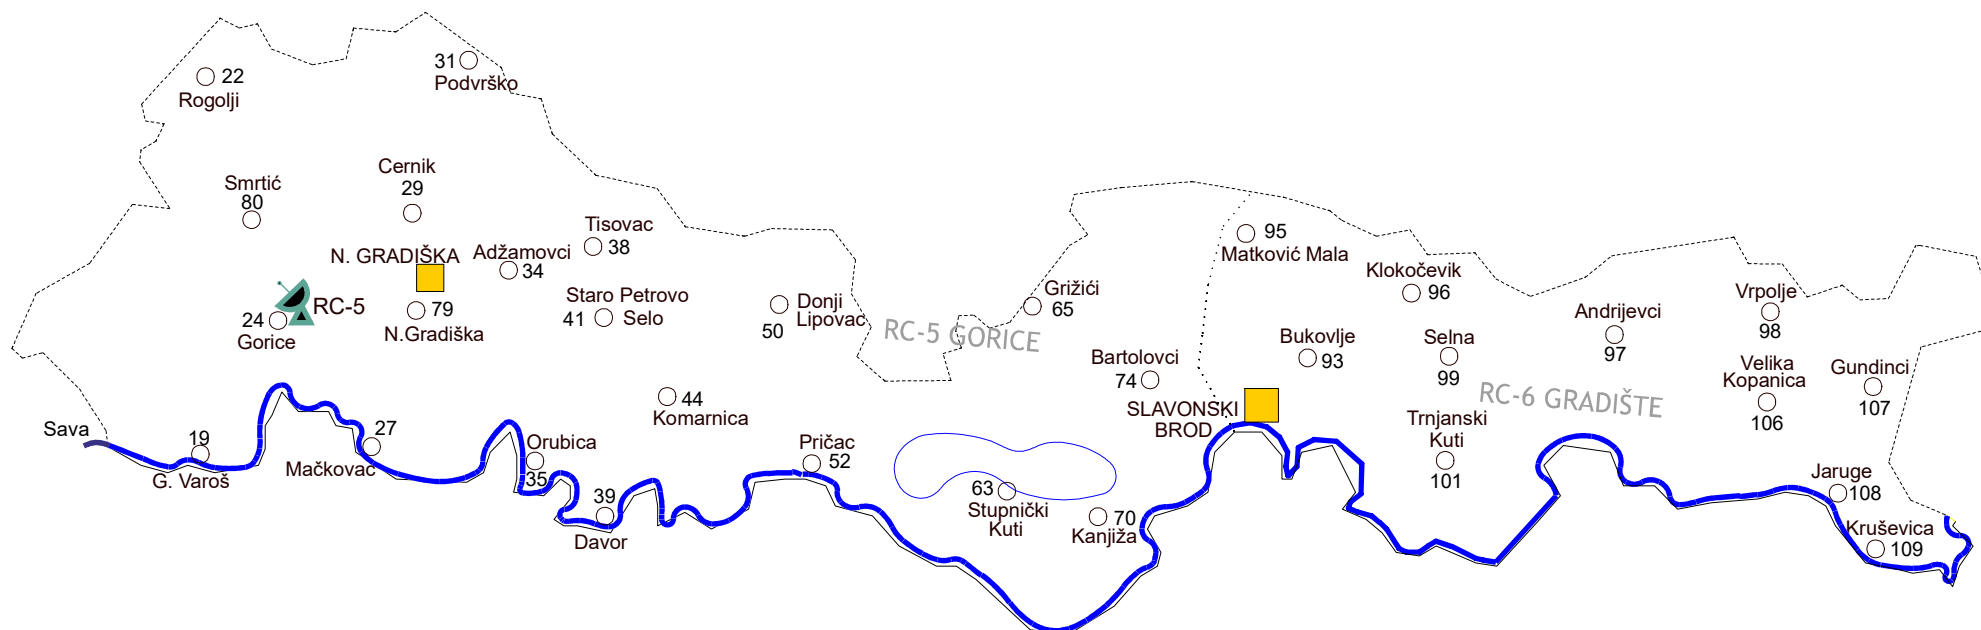 31
Podvrško
22
Rogolji
Cernik
29
Smrtić
80
Tisovac
38
N. GRADIŠKA
Adžamovci
34
95
Matković Mala
Klokočevik
96
RC-5
24
Gorice
79
N.Gradiška
Staro Petrovo
41 Selo
Donji
Lipovac
50
Grižići
65
RC-5 GORICE
Vrpolje
98
Andrijevci
97
Bukovlje
93
Selna
99
Bartolovci
74
Velika
Kopanica
106
Gundinci
107
RC-6 GRADIŠTE
44
Komarnica
SLAVONSKI
BROD
Trnjanski
Kuti
101
Sava
19
G. Varoš
27
Mačkovac
Orubica
35
Pričac
52
39
Davor
63
Stupnički
Kuti
70
Kanjiža
Jaruge
108
Kruševica
109